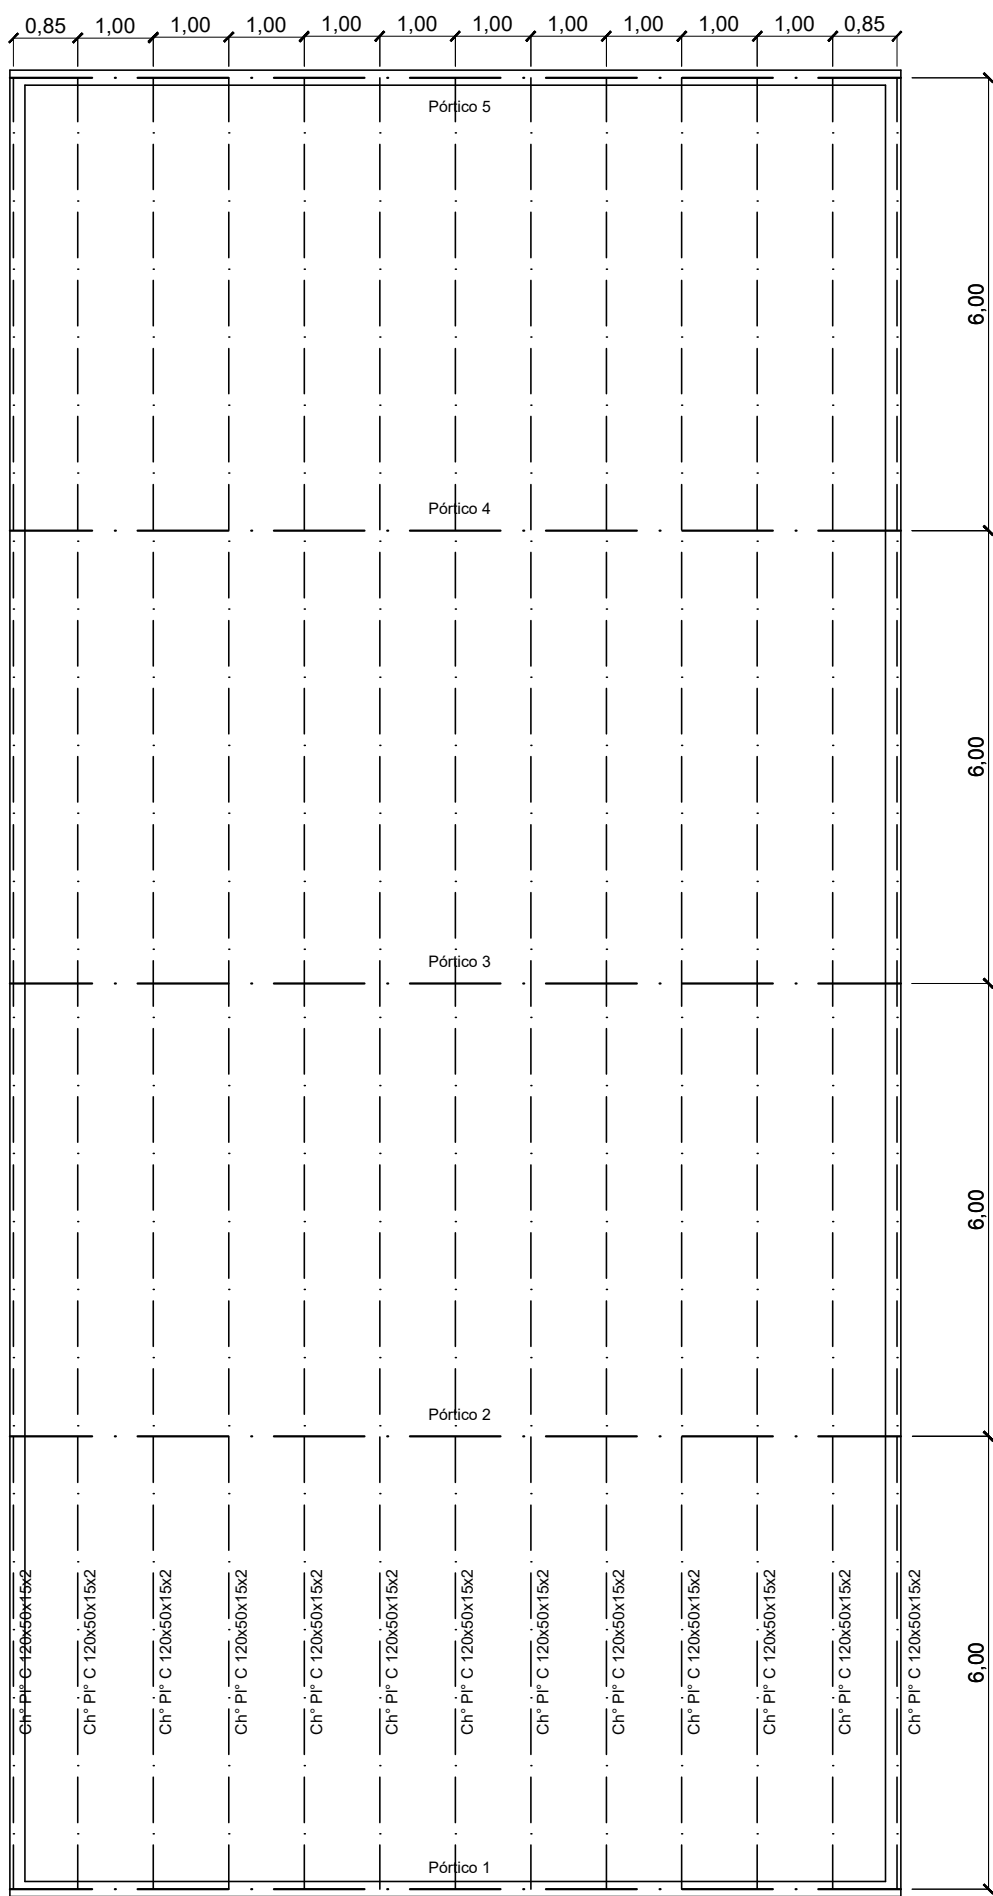 0,85 1,00 1,00 1,00 1,00 1,00 1,00 1,00 1,00 1,00 1,00 0,85
Pórtico 5
6,00
Pórtico 4
6,00
Pórtico 3
6,00
Pórtico 2
6,00
Ch° Pl° C 120x50x15x2
Ch° Pl° C 120x50x15x2
Ch° Pl° C 120x50x15x2
Ch° Pl° C 120x50x15x2
Ch° Pl° C 120x50x15x2
Ch° Pl° C 120x50x15x2
Ch° Pl° C 120x50x15x2
Ch° Pl° C 120x50x15x2
Ch° Pl° C 120x50x15x2
Ch° Pl° C 120x50x15x2
Ch° Pl° C 120x50x15x2
Ch° Pl° C 120x50x15x2
Ch° Pl° C 120x50x15x2
Pórtico 1